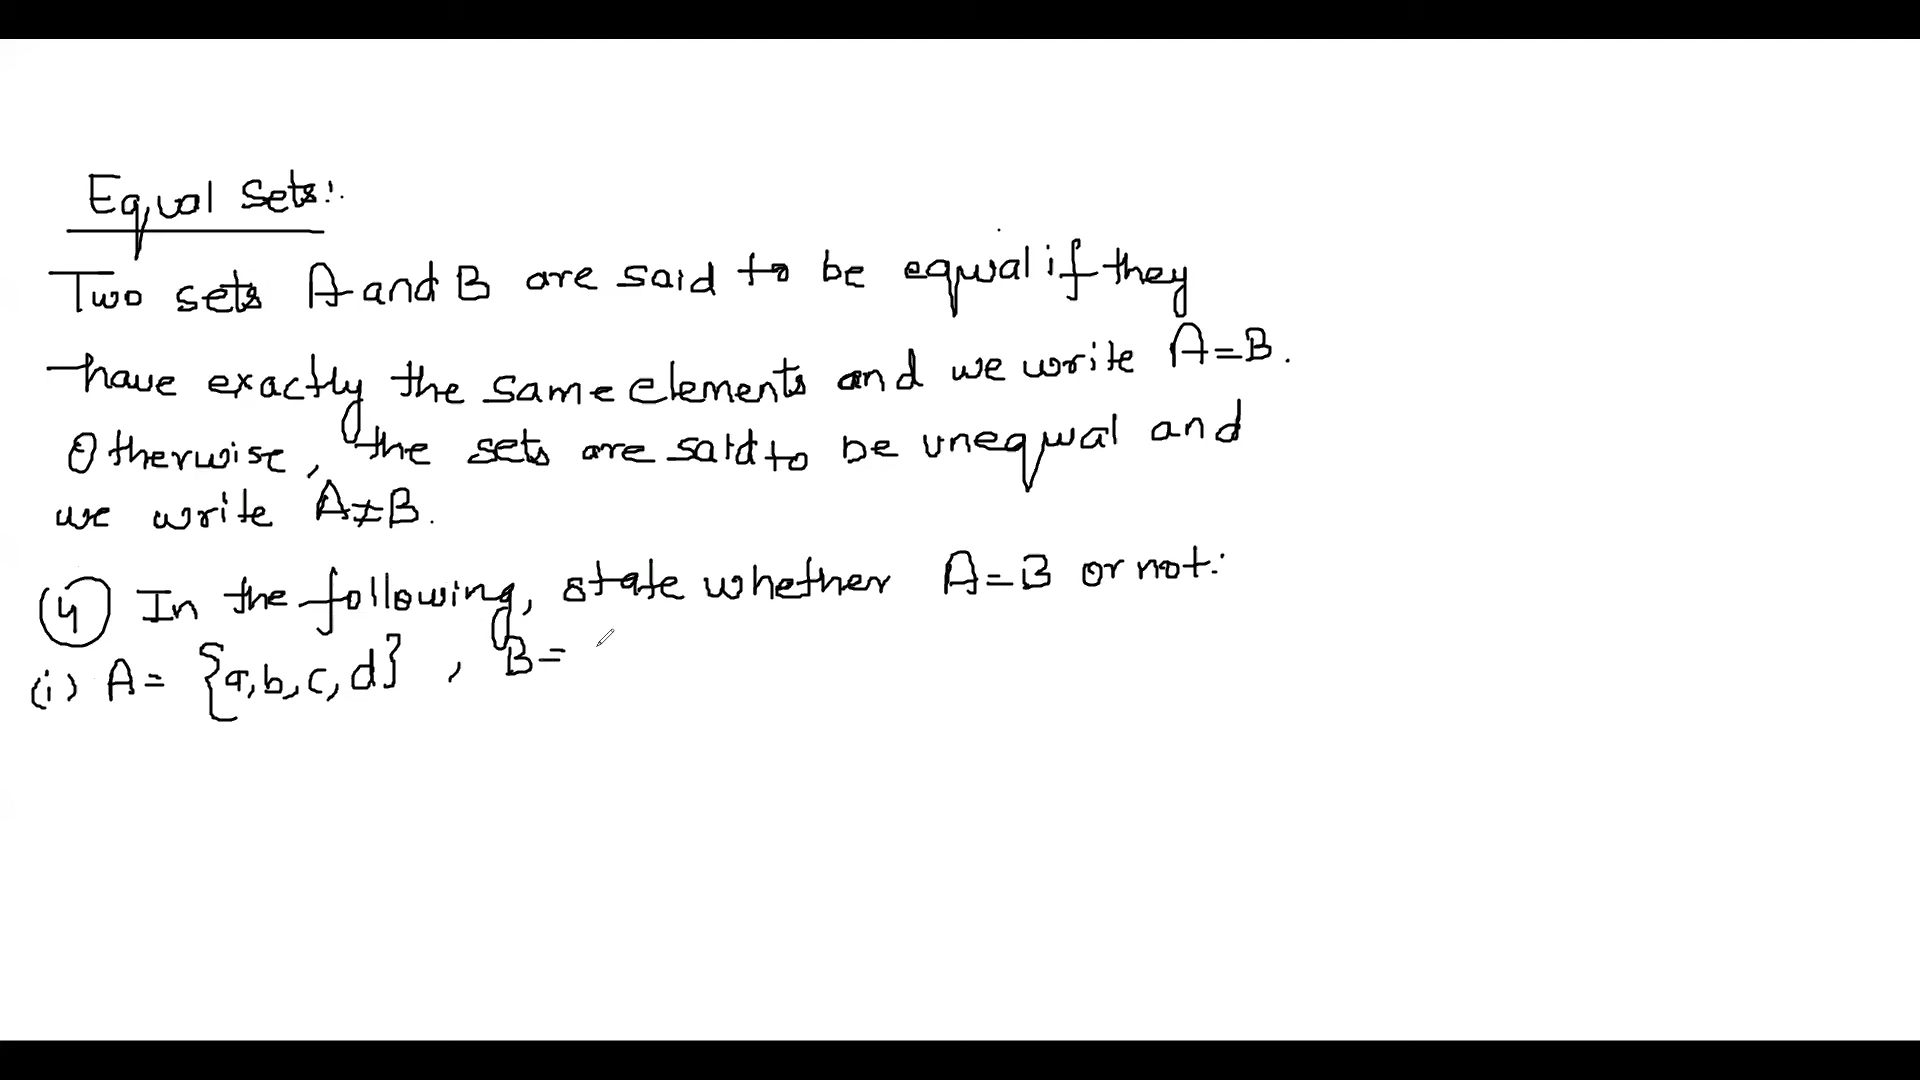 Equal Sets:
Two sets A and B are said to be equal if they
have exactly the same elements and we write A=B.
Otherwise, the sets are said to be unequal and
we write A≠B.
(4) In the following, state whether A=B or not:
(i) A= {a,b,c,d} , B=